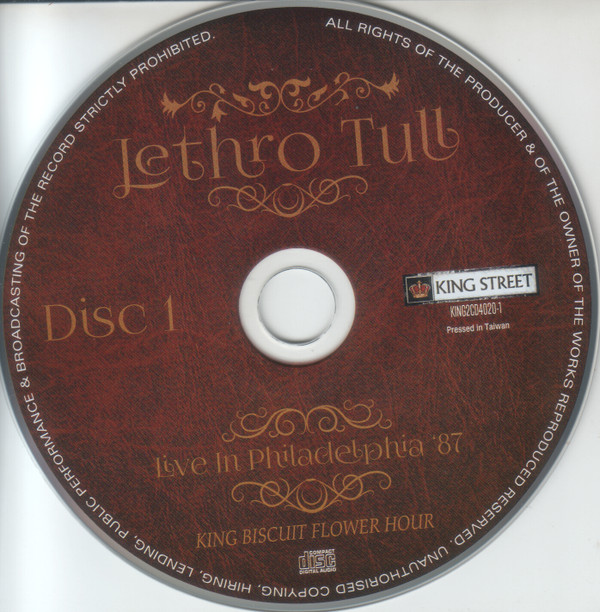 ALL RIGHTS OF THE PRODUCER & OF THE OWNER OF THE WORKS REPRODUCED RESERVED. UNAUTHORISED COPYING, HIRING, LENDING, PUBLIC PERFORMANCE & BROADCASTING OF THE RECORD STRICTLY PROHIBITED.
Jethro Tull
Disc 1
KING STREET
KING2CD4020-1
Pressed in Taiwan
Live In Philadelphia '87
KING BISCUIT FLOWER HOUR
COMPACT
disc
DIGITAL AUDIO